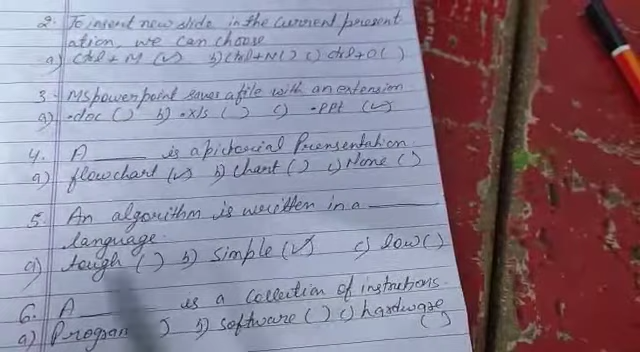 2. To insert new slide in the current present
ation, we can choose
a) Ctrl + M (✓) b) Ctrl+N ( ) c) Ctrl+O ( )
3. MS powerpoint saves a file with an extension
a) .doc ( ) b) .xls ( ) c) .PPt (✓)
4. A ______ is a pictorial Prensentation.
a) flowchart (✓) b) Chart ( ) c) None ( )
5. An algorithm is written in a ______
language.
a) tough ( ) b) simple (✓) c) low ( )
6. A ______ is a collection of instructions.
a) Program ) b) software ( ) c) hardware
( )